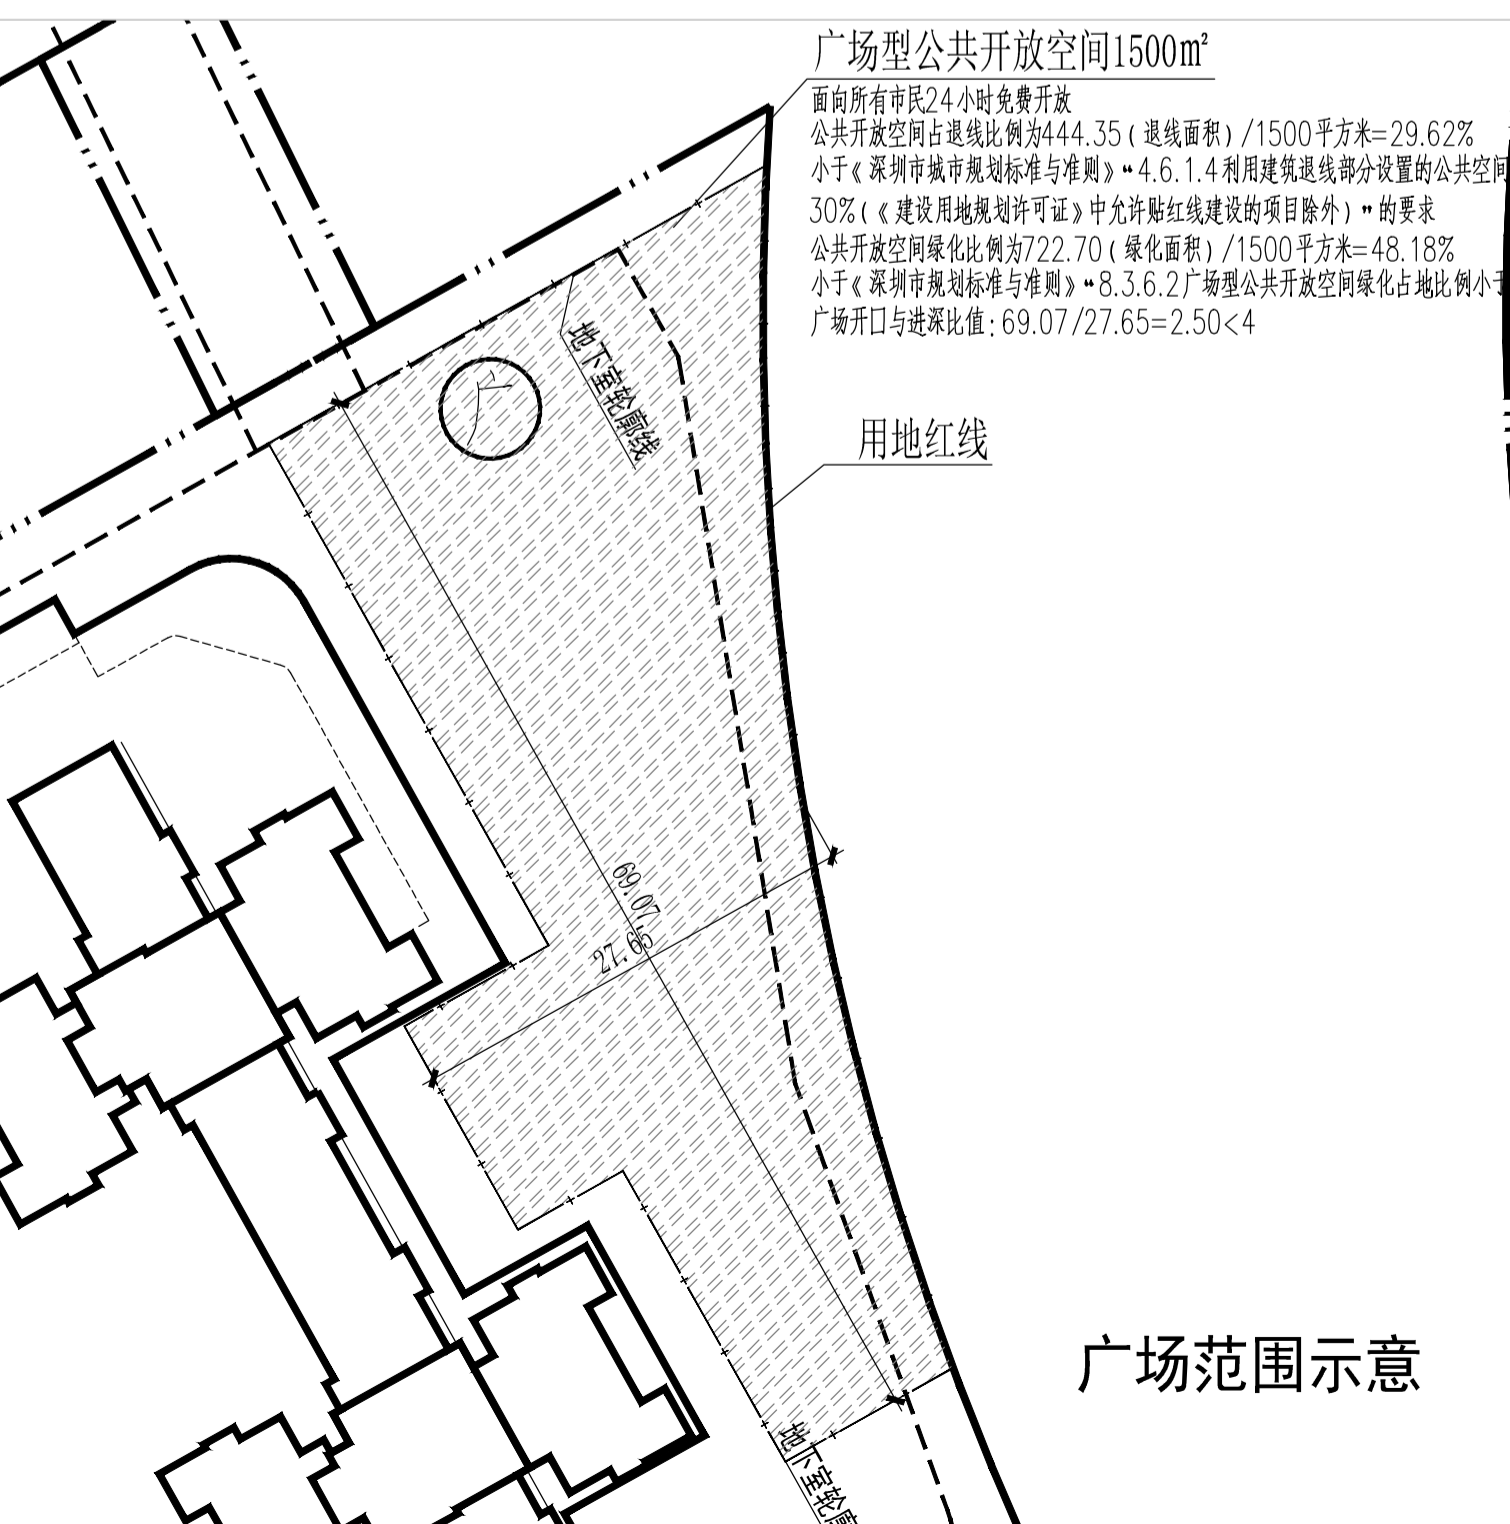 广场型公共开放空间1500㎡
面向所有市民24小时免费开放
公共开放空间占退线比例为444.35（退线面积）/1500平方米=29.62%
小于《深圳市城市规划标准与准则》“4.6.1.4利用建筑退线部分设置的公共空间
30%（《建设用地规划许可证》中允许贴红线建设的项目除外）”的要求
公共开放空间绿化比例为722.70（绿化面积）/1500平方米=48.18%
小于《深圳市规划标准与准则》“8.3.6.2广场型公共开放空间绿化占地比例小于
广场开口与进深比值：69.07/27.65=2.50<4
地下室轮廓线
广
用地红线
69.07
27.65
广场范围示意
地下室轮廓